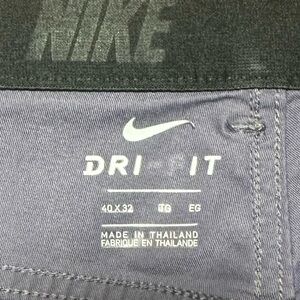 NIKE
DRI-FIT
40 X 32 TG EG
MADE IN THAILAND
FABRIQUÉ EN THAÏLANDE